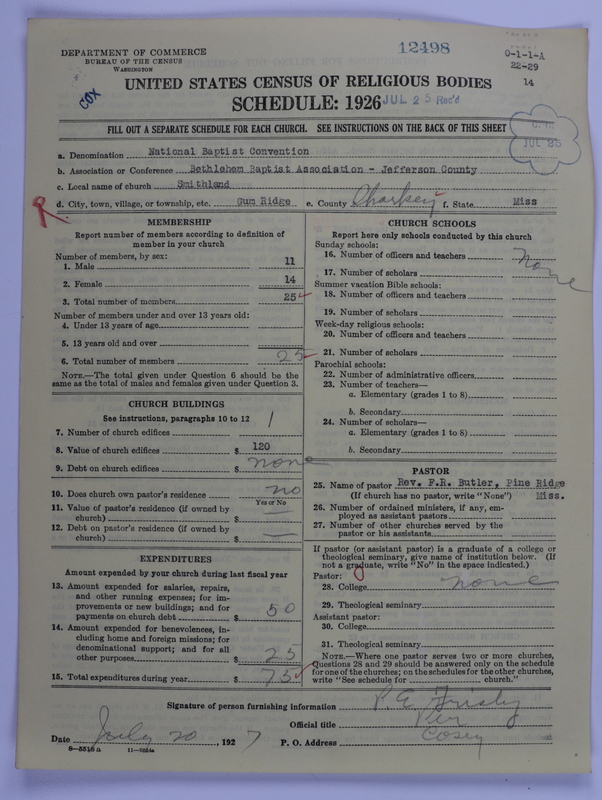 DEPARTMENT OF COMMERCE
BUREAU OF THE CENSUS
WASHINGTON
12498
0-1-1-A
22-29
14
COX
UNITED STATES CENSUS OF RELIGIOUS BODIES
SCHEDULE: 1926
JUL 25 Rec'd
FILL OUT A SEPARATE SCHEDULE FOR EACH CHURCH. SEE INSTRUCTIONS ON THE BACK OF THIS SHEET
JUL 25
a. Denomination National Baptist Convention
b. Association or Conference Bethlehem Baptist Association - Jefferson County
c. Local name of church Smithland
d. City, town, village, or township, etc. Gum Ridge e. County Sharkey f. State Miss
R.
MEMBERSHIP
Report number of members according to definition of
member in your church
Number of members, by sex:
1. Male 11
2. Female 14
3. Total number of members 25
Number of members under and over 13 years old:
4. Under 13 years of age
5. 13 years old and over
6. Total number of members 25
NOTE.—The total given under Question 6 should be the
same as the total of males and females given under Question 3.
CHURCH BUILDINGS
See instructions, paragraphs 10 to 12
7. Number of church edifices 1
8. Value of church edifices $ 120
9. Debt on church edifices $ none
10. Does church own pastor's residence no
Yes or No
11. Value of pastor's residence (if owned by
church) $ —
12. Debt on pastor's residence (if owned by
church) $ —
EXPENDITURES
Amount expended by your church during last fiscal year
13. Amount expended for salaries, repairs,
and other running expenses; for im-
provements or new buildings; and for
payments on church debt $ 50
14. Amount expended for benevolences, in-
cluding home and foreign missions; for
denominational support; and for all
other purposes $ 25
15. Total expenditures during year $ 75
CHURCH SCHOOLS
Report here only schools conducted by this church
Sunday schools:
16. Number of officers and teachers none
17. Number of scholars
Summer vacation Bible schools:
18. Number of officers and teachers
19. Number of scholars
Week-day religious schools:
20. Number of officers and teachers
21. Number of scholars
Parochial schools:
22. Number of administrative officers
23. Number of teachers—
a. Elementary (grades 1 to 8)
b. Secondary
24. Number of scholars—
a. Elementary (grades 1 to 8)
b. Secondary
PASTOR
25. Name of pastor Rev. F.R. Butler, Pine Ridge
(If church has no pastor, write "None") Miss.
26. Number of ordained ministers, if any, em-
ployed as assistant pastors
27. Number of other churches served by the
pastor or his assistants
If pastor (or assistant pastor) is a graduate of a college or
theological seminary, give name of institution below. (If
not a graduate, write "No" in the space indicated.)
Pastor:
28. College none
29. Theological seminary
Assistant pastor:
30. College
31. Theological seminary
NOTE.—Where one pastor serves two or more churches,
Questions 28 and 29 should be answered only on the schedule
for one of the churches; on the schedules for the other churches,
write "See schedule for church."
Signature of person furnishing information P. E. Frisby
Official title
Date July 20, 1927 P. O. Address
8-5518 a